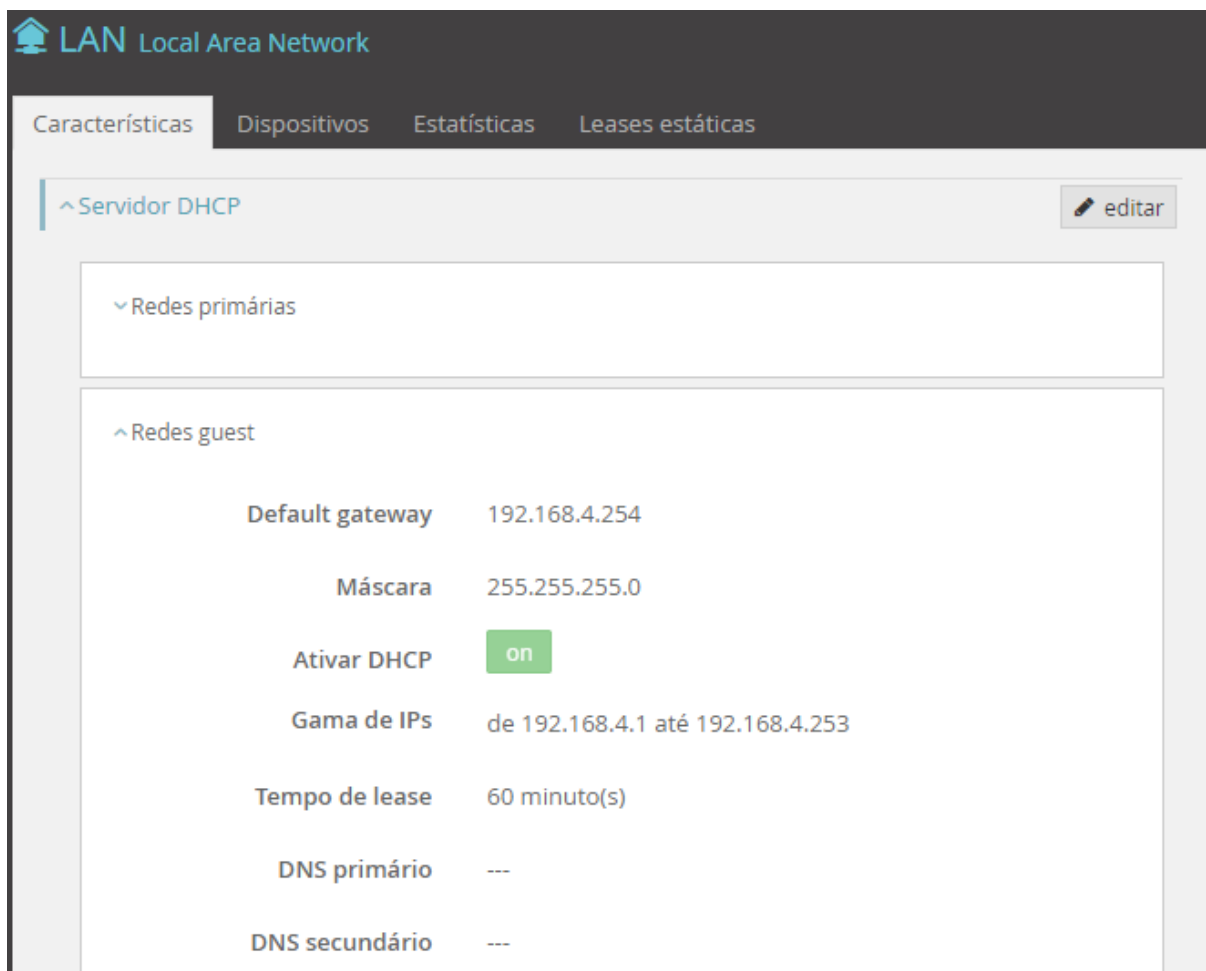 LAN Local Area Network
Características Dispositivos Estatísticas Leases estáticas
Servidor DHCP editar
Redes primárias
Redes guest
Default gateway 192.168.4.254
Máscara 255.255.255.0
Ativar DHCP on
Gama de IPs de 192.168.4.1 até 192.168.4.253
Tempo de lease 60 minuto(s)
DNS primário ---
DNS secundário ---